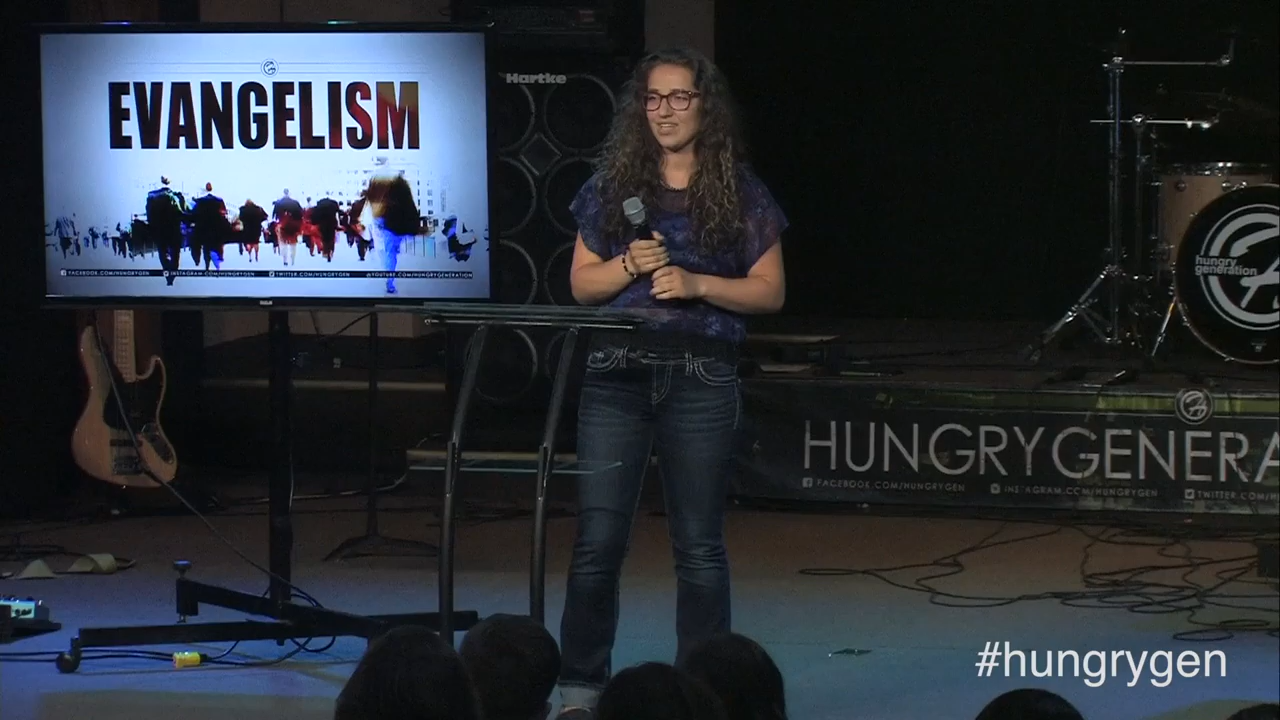 EVANGELISM
FACEBOOK.COM/HUNGRYGEN INSTAGRAM.COM/HUNGRYGEN TWITTER.COM/HUNGRYGEN YOUTUBE.COM/HUNGRYGENERATION
Hartke
hungry
generation
HUNGRYGENERA
FACEBOOK.COM/HUNGRYGEN INSTAGRAM.COM/HUNGRYGEN TWITTER.COM/H
#hungrygen